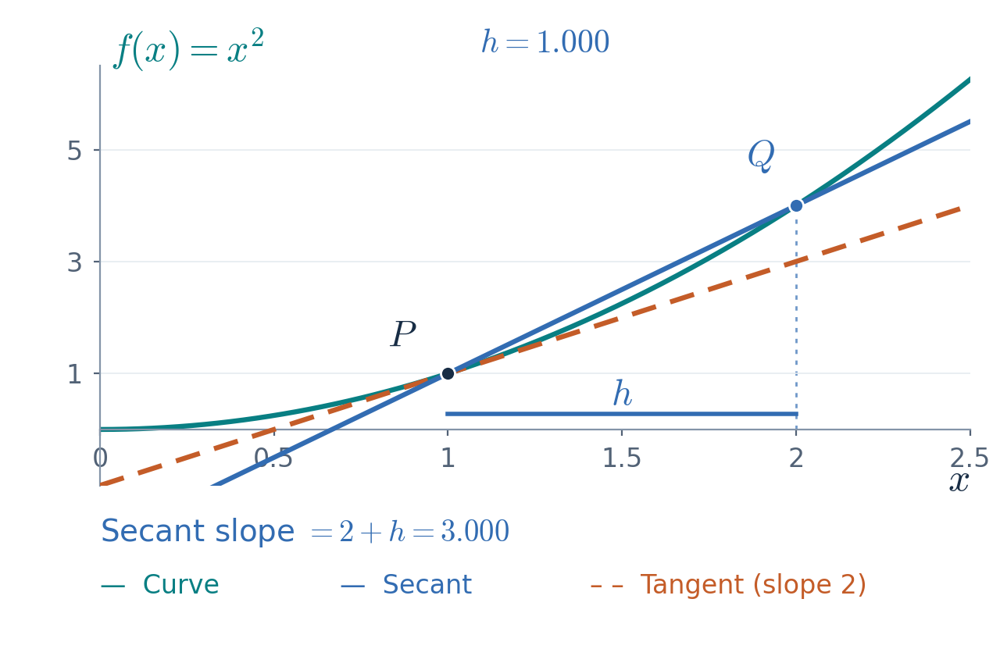 f(x) = x²
h = 1.000
5
Q
3
P
1
h
0 0.5 1 1.5 2 2.5
x
Secant slope = 2 + h = 3.000
— Curve — Secant – – Tangent (slope 2)